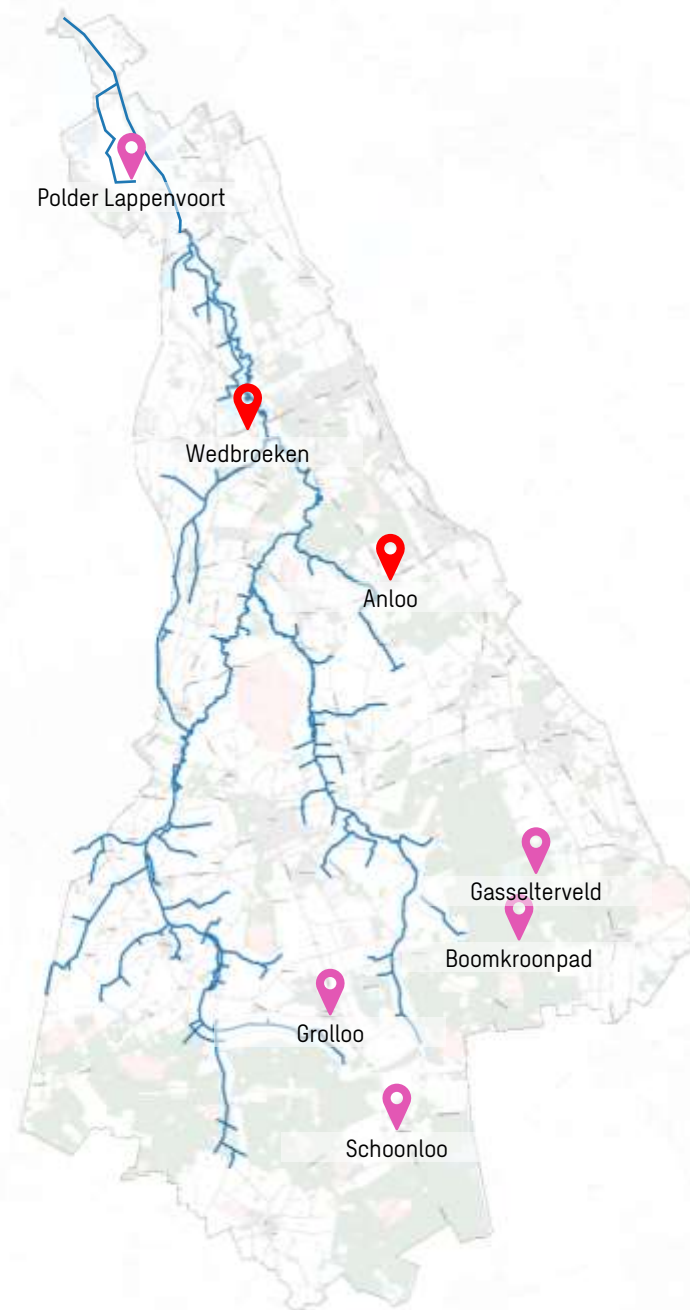 Polder Lappenvoort
Wedbroeken
Anloo
Gasselterveld
Boomkroonpad
Grolloo
Schoonloo